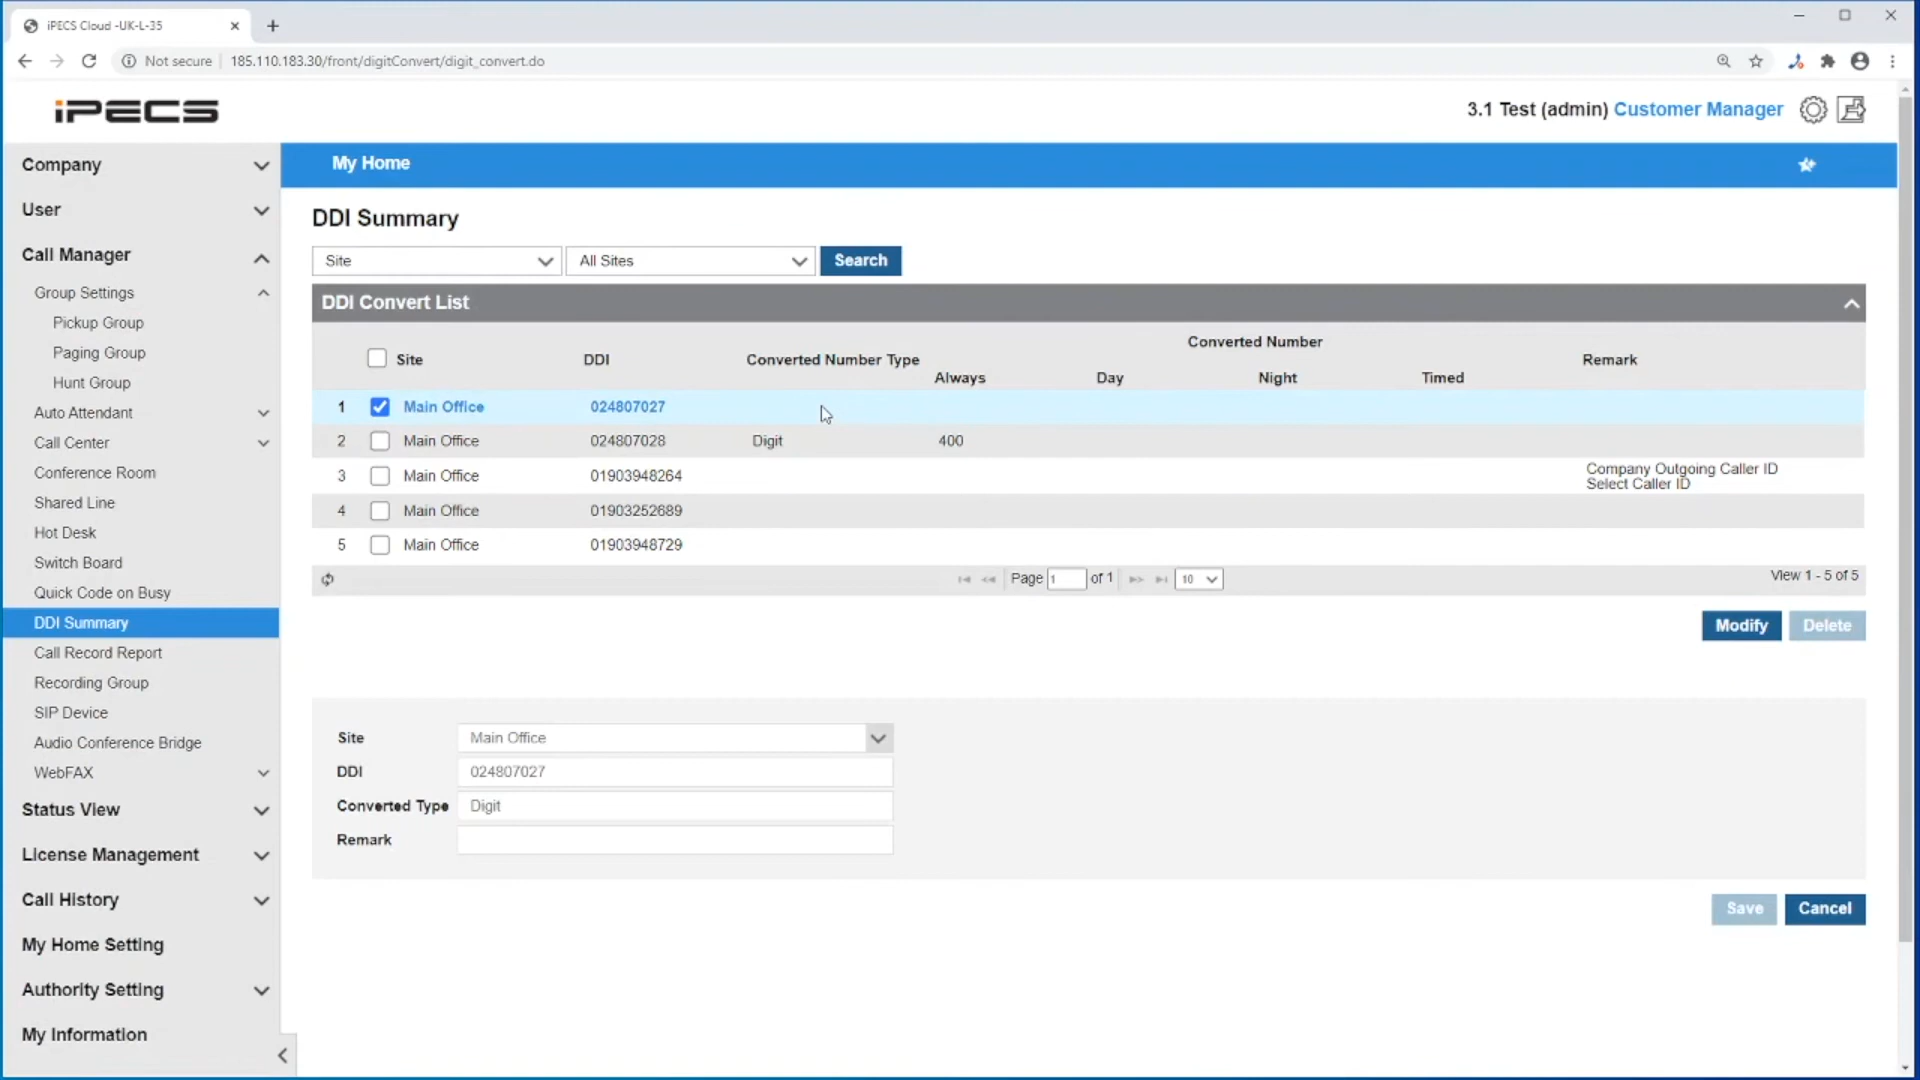 iPECS Cloud -UK-L-35
Not secure
185.110.183.30/front/digitConvert/digit_convert.do
iPECS
3.1 Test (admin) Customer Manager
Company
User
Call Manager
Group Settings
Pickup Group
Paging Group
Hunt Group
Auto Attendant
Call Center
Conference Room
Shared Line
Hot Desk
Switch Board
Quick Code on Busy
DDI Summary
Call Record Report
Recording Group
SIP Device
Audio Conference Bridge
WebFAX
Status View
License Management
Call History
My Home Setting
Authority Setting
My Information
My Home
DDI Summary
Site All Sites Search
DDI Convert List
Converted Number
Site DDI Converted Number Type Remark
Always Day Night Timed
1 Main Office 024807027
2 Main Office 024807028 Digit 400
3 Main Office 01903948264 Company Outgoing Caller ID
Select Caller ID
4 Main Office 01903252689
5 Main Office 01903948729
Page 1 of 1 10 View 1 - 5 of 5
Modify Delete
Site Main Office
DDI 024807027
Converted Type Digit
Remark
Save Cancel